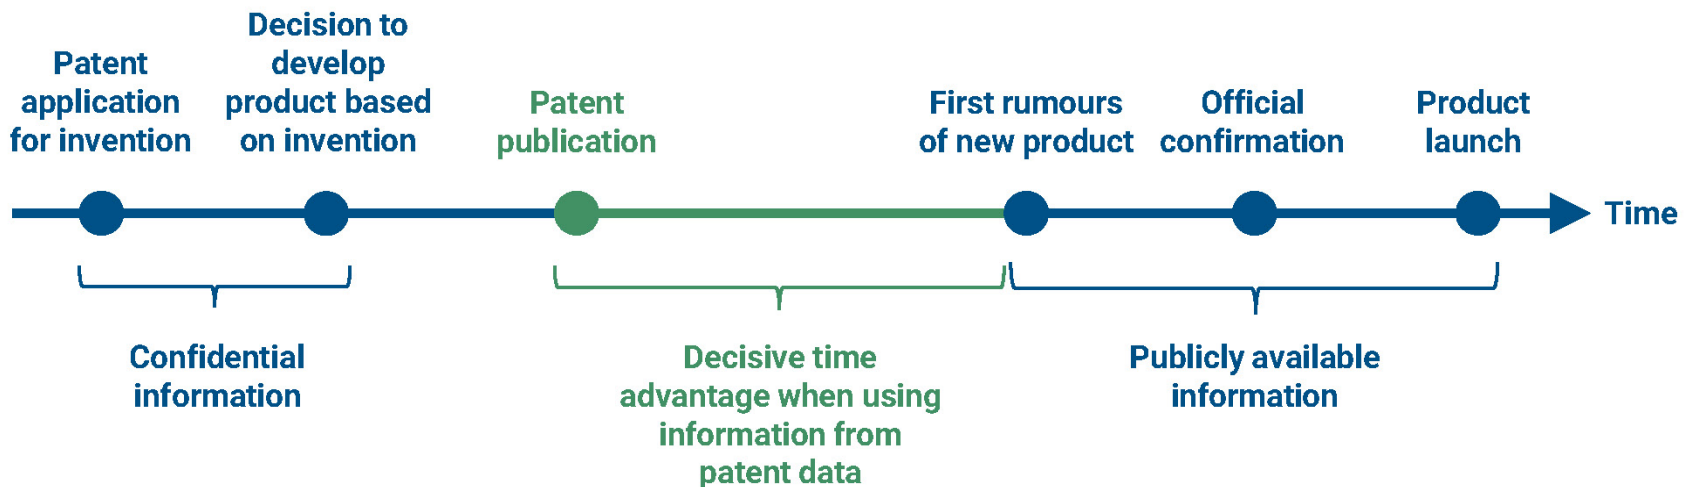 Patent
application
for invention
Decision to
develop
product based
on invention
Patent
publication
First rumours
of new product
Official
confirmation
Product
launch
Time
Confidential
information
Decisive time
advantage when using
information from
patent data
Publicly available
information